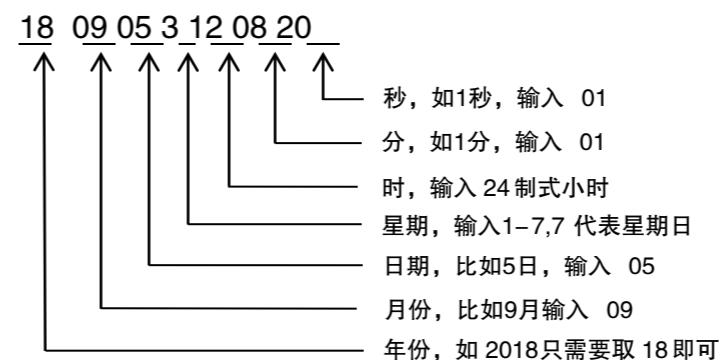 18 09 05 3 12 08 20
秒，如1秒，输入 01
分，如1分，输入 01
时，输入 24 制式小时
星期，输入1-7,7 代表星期日
日期，比如5日，输入 05
月份，比如9月输入 09
年份，如 2018只需要取 18 即可